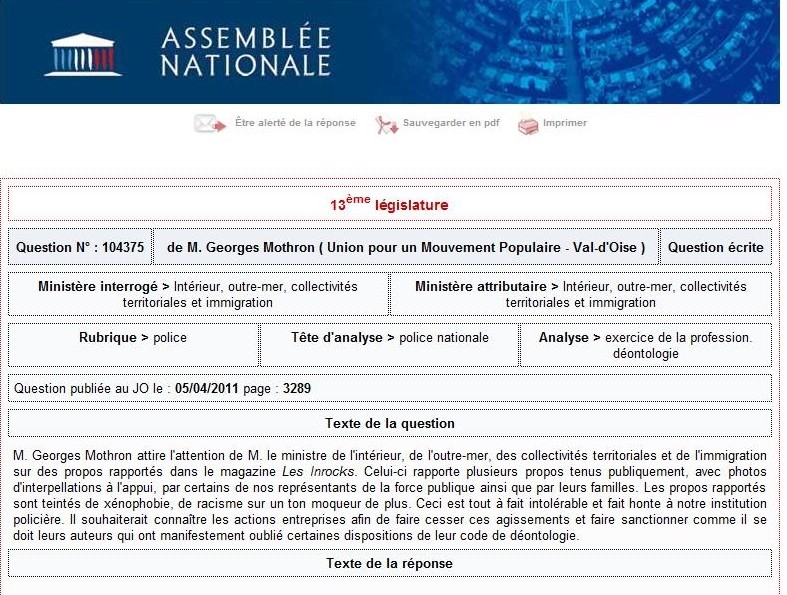 ASSEMBLÉE
NATIONALE
Être alerté de la réponse Sauvegarder en pdf Imprimer
13ème législature
Question N° : 104375 de M. Georges Mothron ( Union pour un Mouvement Populaire - Val-d'Oise ) Question écrite
Ministère interrogé > Intérieur, outre-mer, collectivités
territoriales et immigration
Ministère attributaire > Intérieur, outre-mer, collectivités
territoriales et immigration
Rubrique > police
Tête d'analyse > police nationale
Analyse > exercice de la profession.
déontologie
Question publiée au JO le : 05/04/2011 page : 3289
Texte de la question
M. Georges Mothron attire l'attention de M. le ministre de l'intérieur, de l'outre-mer, des collectivités territoriales et de l'immigration
sur des propos rapportés dans le magazine Les Inrocks. Celui-ci rapporte plusieurs propos tenus publiquement, avec photos
d'interpellations à l'appui, par certains de nos représentants de la force publique ainsi que par leurs familles. Les propos rapportés
sont teintés de xénophobie, de racisme sur un ton moqueur de plus. Ceci est tout à fait intolérable et fait honte à notre institution
policière. Il souhaiterait connaître les actions entreprises afin de faire cesser ces agissements et faire sanctionner comme il se
doit leurs auteurs qui ont manifestement oublié certaines dispositions de leur code de déontologie.
Texte de la réponse